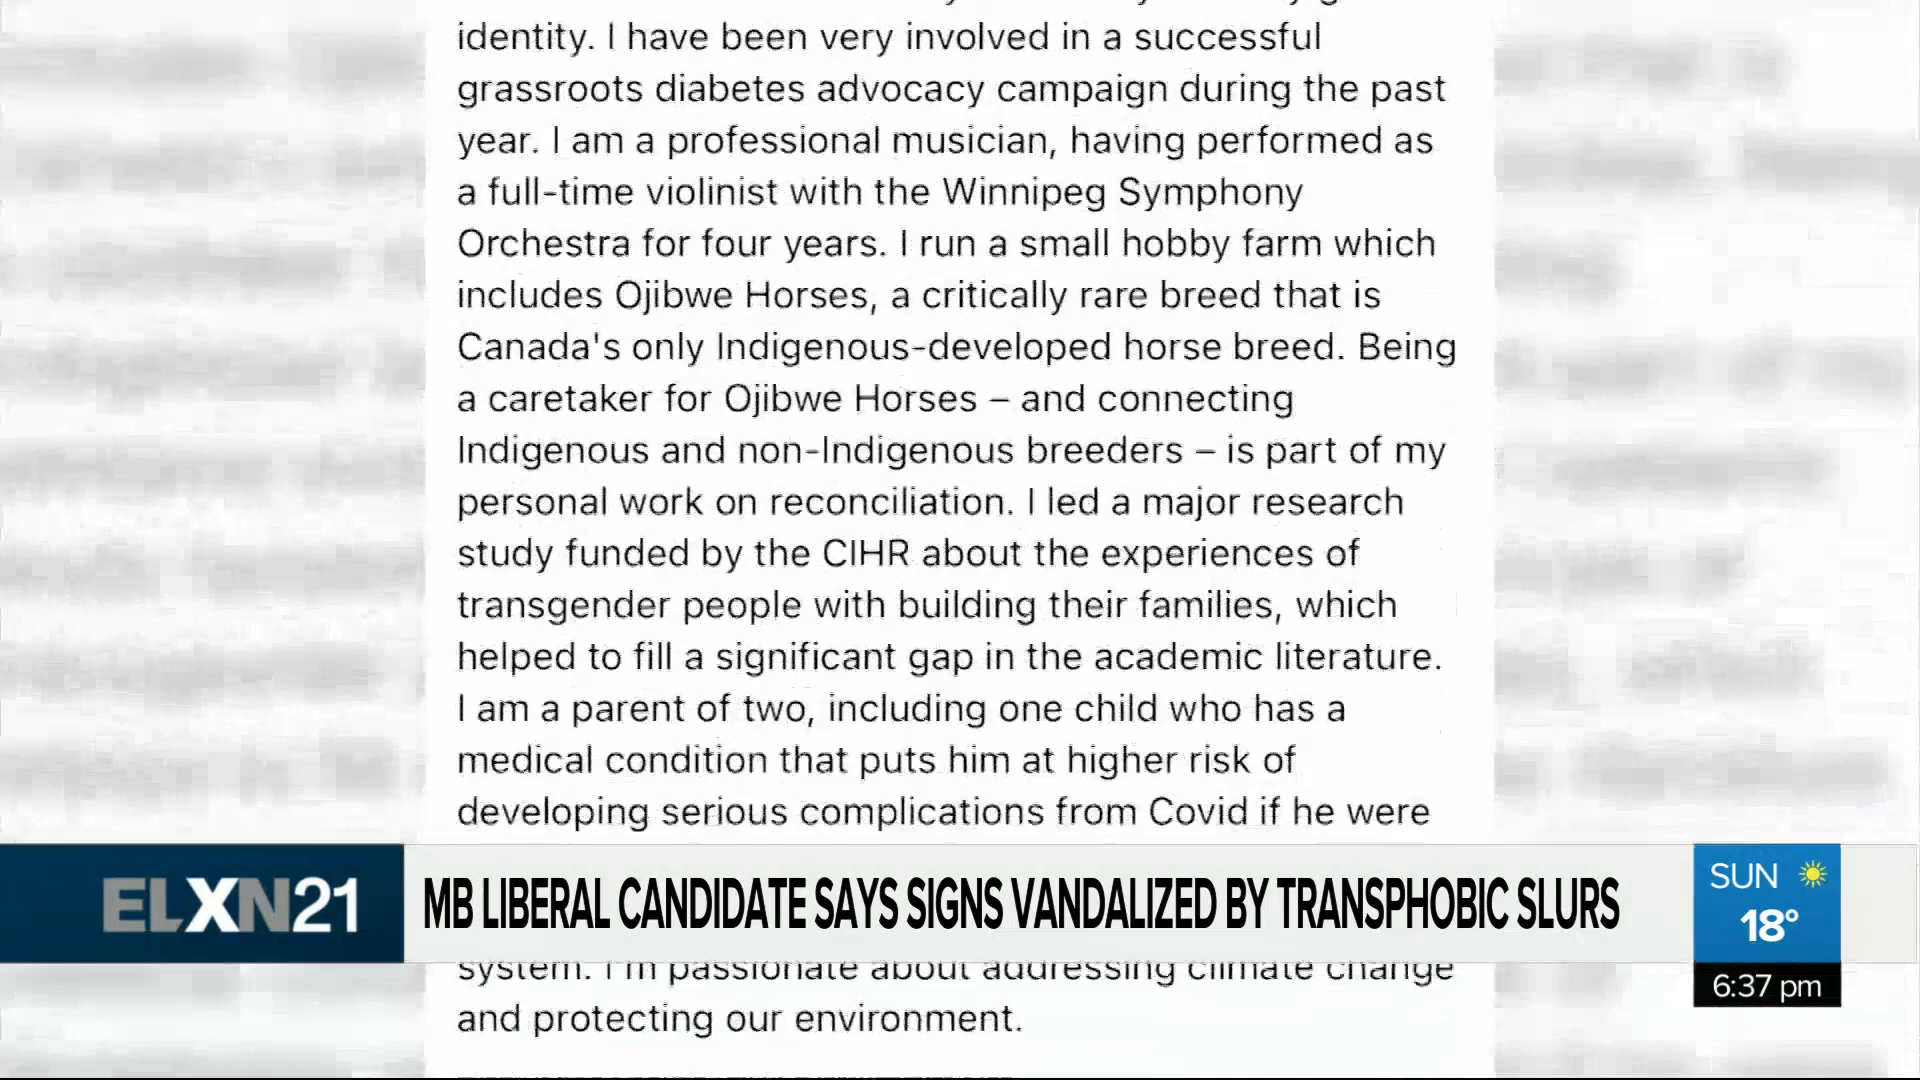 identity. I have been very involved in a successful
grassroots diabetes advocacy campaign during the past
year. I am a professional musician, having performed as
a full-time violinist with the Winnipeg Symphony
Orchestra for four years. I run a small hobby farm which
includes Ojibwe Horses, a critically rare breed that is
Canada's only Indigenous-developed horse breed. Being
a caretaker for Ojibwe Horses – and connecting
Indigenous and non-Indigenous breeders – is part of my
personal work on reconciliation. I led a major research
study funded by the CIHR about the experiences of
transgender people with building their families, which
helped to fill a significant gap in the academic literature.
I am a parent of two, including one child who has a
medical condition that puts him at higher risk of
developing serious complications from Covid if he were
ELXN21
MB LIBERAL CANDIDATE SAYS SIGNS VANDALIZED BY TRANSPHOBIC SLURS
SUN
18°
6:37 pm
system. I'm passionate about addressing climate change
and protecting our environment.